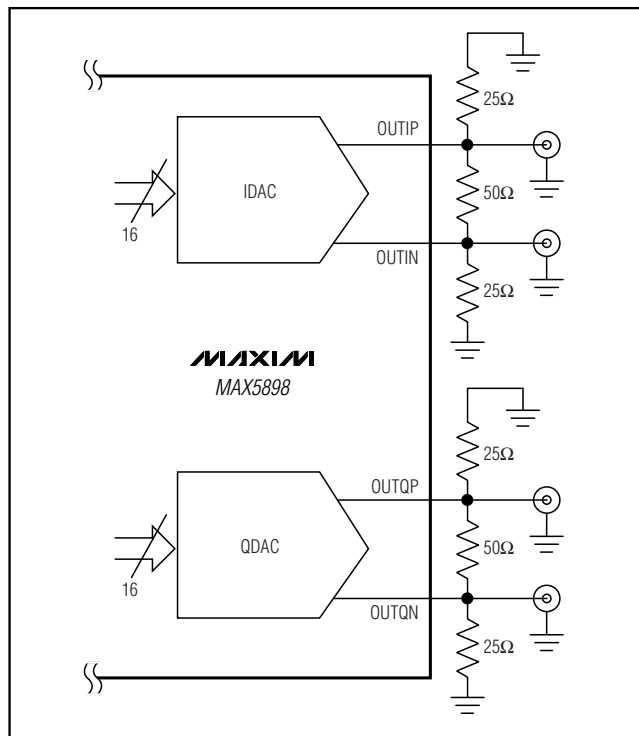 25Ω
OUTIP
IDAC
50Ω
16
OUTIN
25Ω
MAXIM
MAX5898
25Ω
OUTQP
QDAC
50Ω
16
OUTQN
25Ω